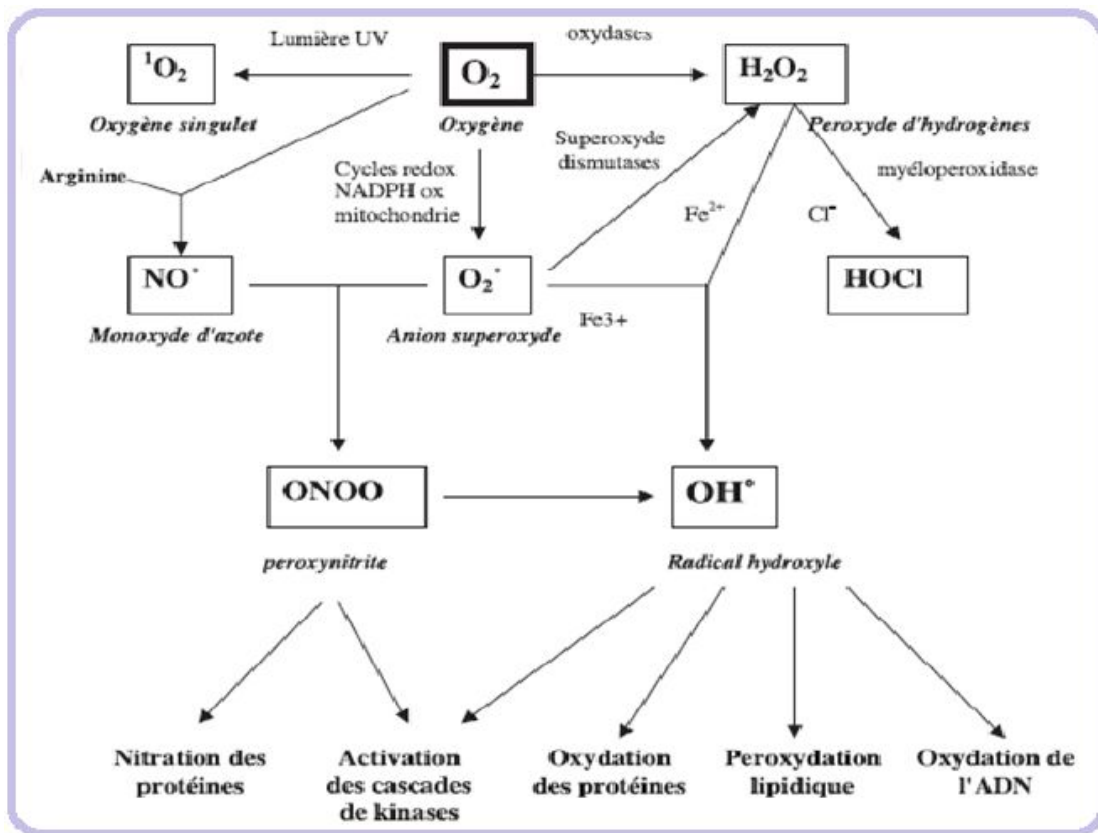 Lumière UV
oxydases
¹O₂
O₂
H₂O₂
Oxygène singulet
Oxygène
Peroxyde d'hydrogènes
Arginine
Cycles redox
NADPH ox
mitochondrie
Superoxyde
dismutases
myéloperoxidase
Fe²⁺
Cl⁻
NO°
O₂°
HOCl
Monoxyde d'azote
Anion superoxyde
Fe3+
ONOO
OH°
peroxynitrite
Radical hydroxyle
Nitration des
protéines
Activation
des cascades
de kinases
Oxydation
des protéines
Peroxydation
lipidique
Oxydation de
l'ADN